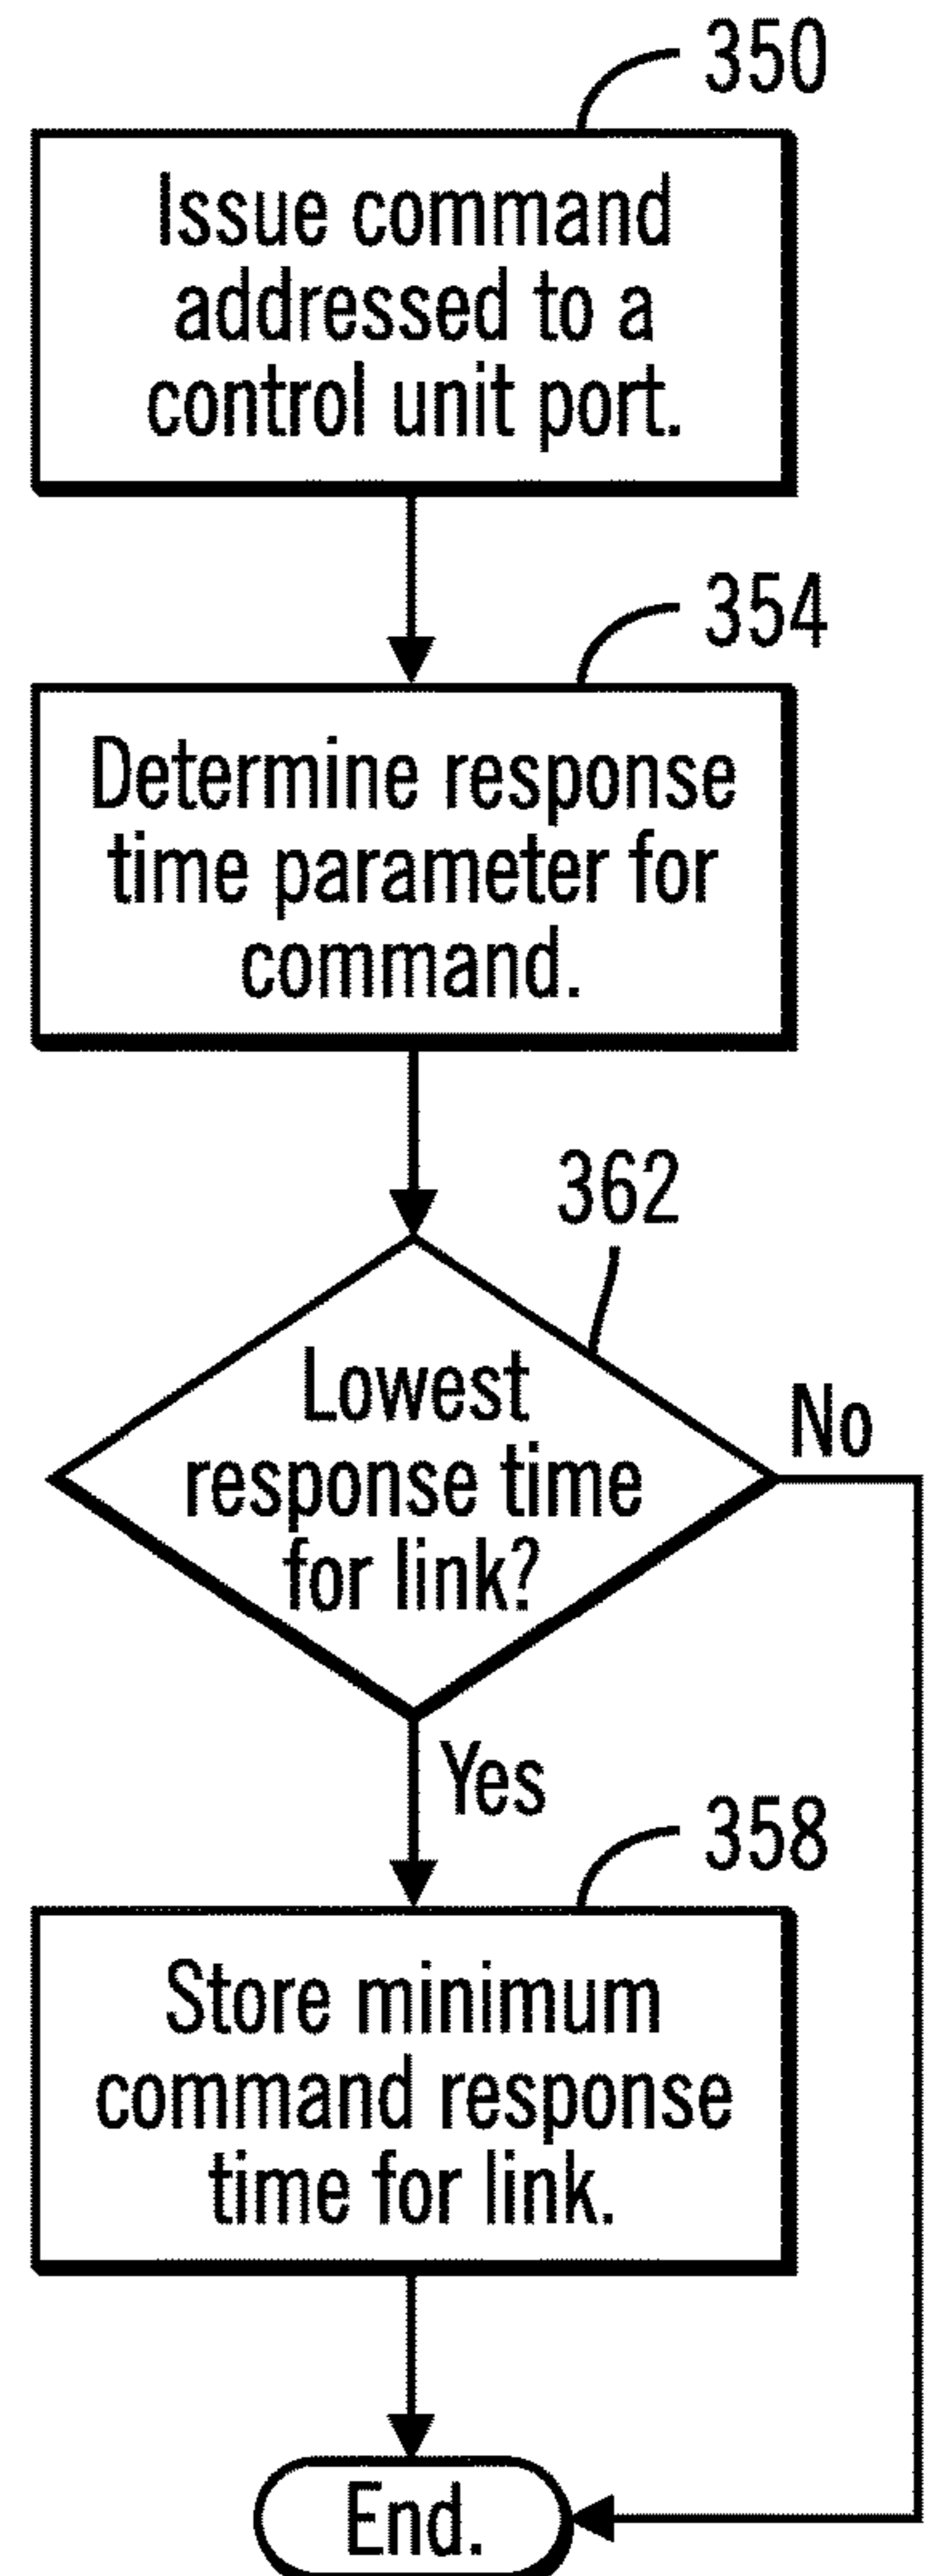 350
Issue command
addressed to a
control unit port.
354
Determine response
time parameter for
command.
362
Lowest
response time
for link?
No
Yes
358
Store minimum
command response
time for link.
End.